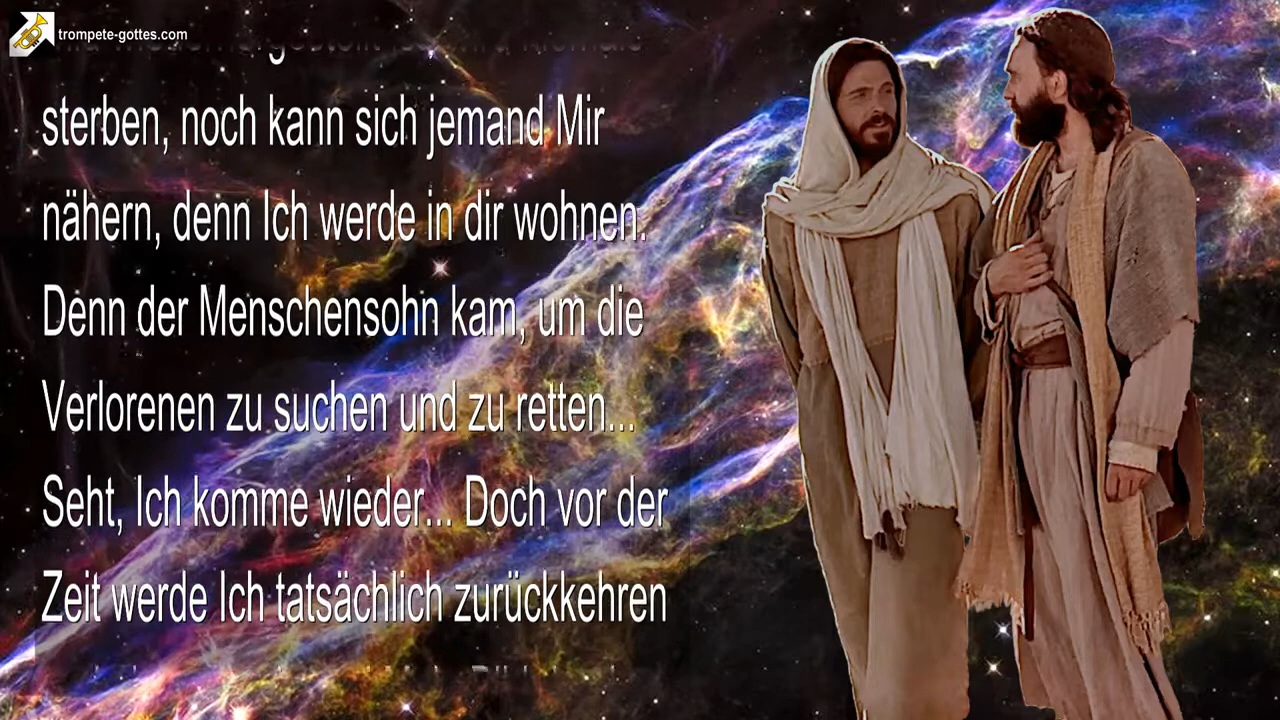 trompete-gottes.com
sterben, noch kann sich jemand Mir
nähern, denn Ich werde in dir wohnen.
Denn der Menschensohn kam, um die
Verlorenen zu suchen und zu retten...
Seht, Ich komme wieder... Doch vor der
Zeit werde Ich tatsächlich zurückkehren